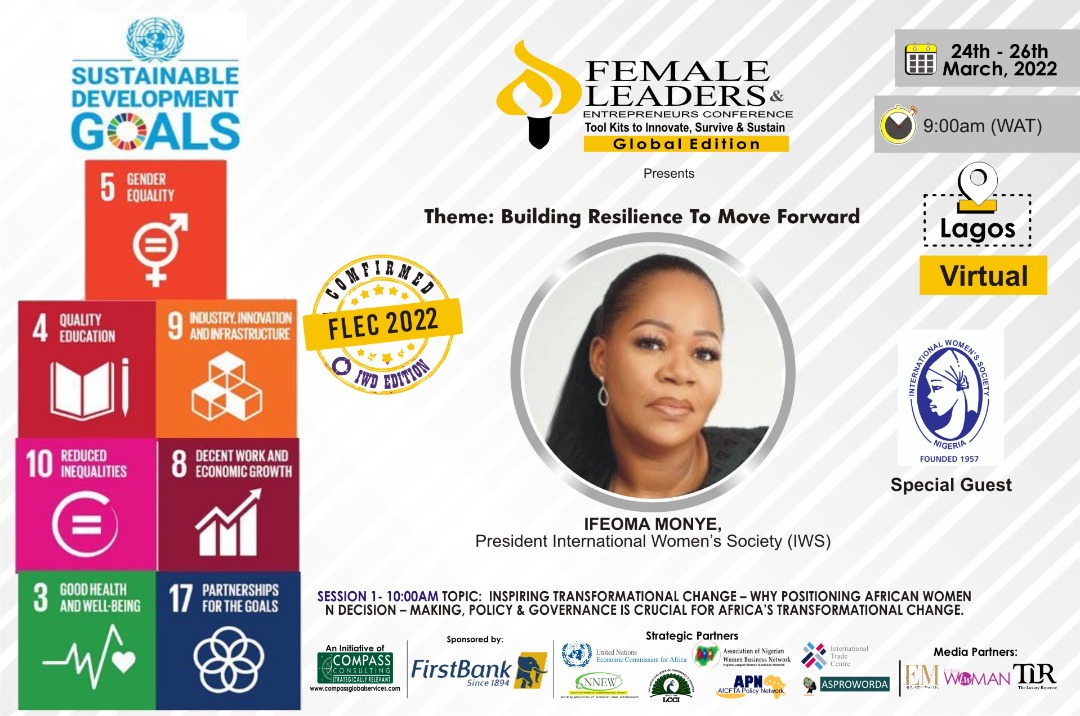 SUSTAINABLE
DEVELOPMENT
GOALS
5 GENDER
EQUALITY
4 QUALITY
EDUCATION
9 INDUSTRY, INNOVATION
AND INFRASTRUCTURE
10 REDUCED
INEQUALITIES
8 DECENT WORK AND
ECONOMIC GROWTH
3 GOOD HEALTH
AND WELL-BEING
17 PARTNERSHIPS
FOR THE GOALS
FEMALE
LEADERS &
ENTREPRENEURS CONFERENCE
Tool Kits to Innovate, Survive & Sustain
Global Edition
Presents
Theme: Building Resilience To Move Forward
24th - 26th
March, 2022
9:00am (WAT)
Lagos
Virtual
CONFIRMED
FLEC 2022
IWD EDITION
INTERNATIONAL WOMEN'S SOCIETY
NIGERIA
FOUNDED 1957
Special Guest
IFEOMA MONYE,
President International Women's Society (IWS)
SESSION 1- 10:00AM TOPIC: INSPIRING TRANSFORMATIONAL CHANGE – WHY POSITIONING AFRICAN WOMEN
N DECISION – MAKING, POLICY & GOVERNANCE IS CRUCIAL FOR AFRICA'S TRANSFORMATIONAL CHANGE.
An Initiative of
COMPASS
CONSULTING
STRATEGICALLY RELEVANT
www.compassglobalservices.com
Sponsored by:
FirstBank
Since 1894
Strategic Partners
United Nations
Economic Commission for Africa
Association of Nigerian
Women Business Network
International
Trade
Centre
NNEW
LCCI
APN
AfCFTA Policy Network
ASPROWORDA
Media Partners:
EM
WOMAN
TLR
The Luxury Reporter